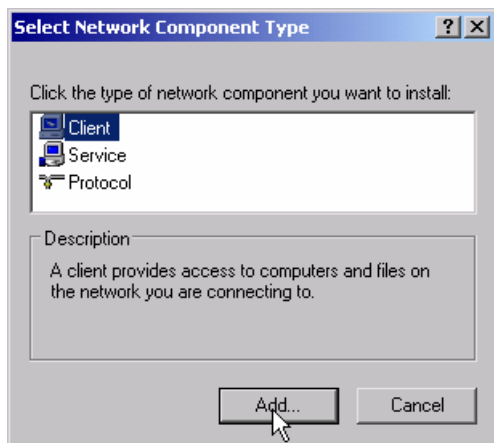 Select Network Component Type
Click the type of network component you want to install:
Client
Service
Protocol
Description
A client provides access to computers and files on
the network you are connecting to.
Add...
Cancel